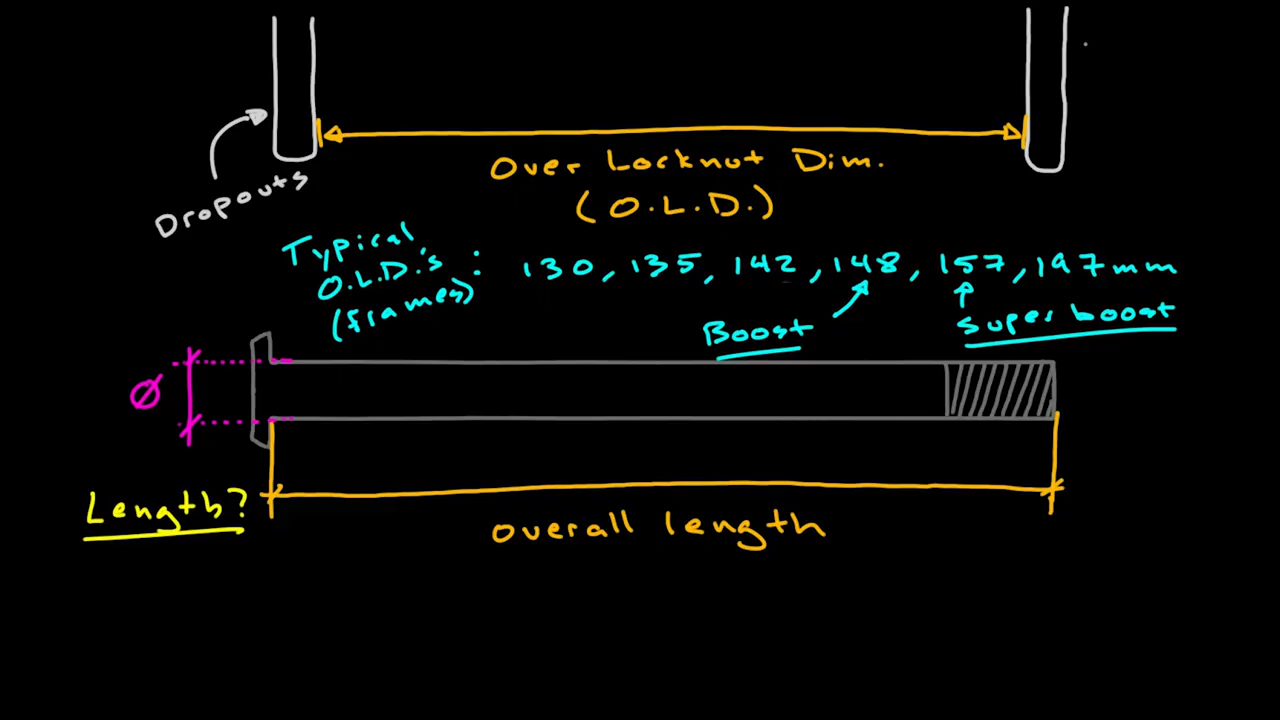 Over Locknut Dim.
(O.L.D.)
Dropouts
Typical
O.L.D.'s
(frames)
: 130, 135, 142, 148, 157, 197mm
Boost
Super boost
Ø
Length?
overall length